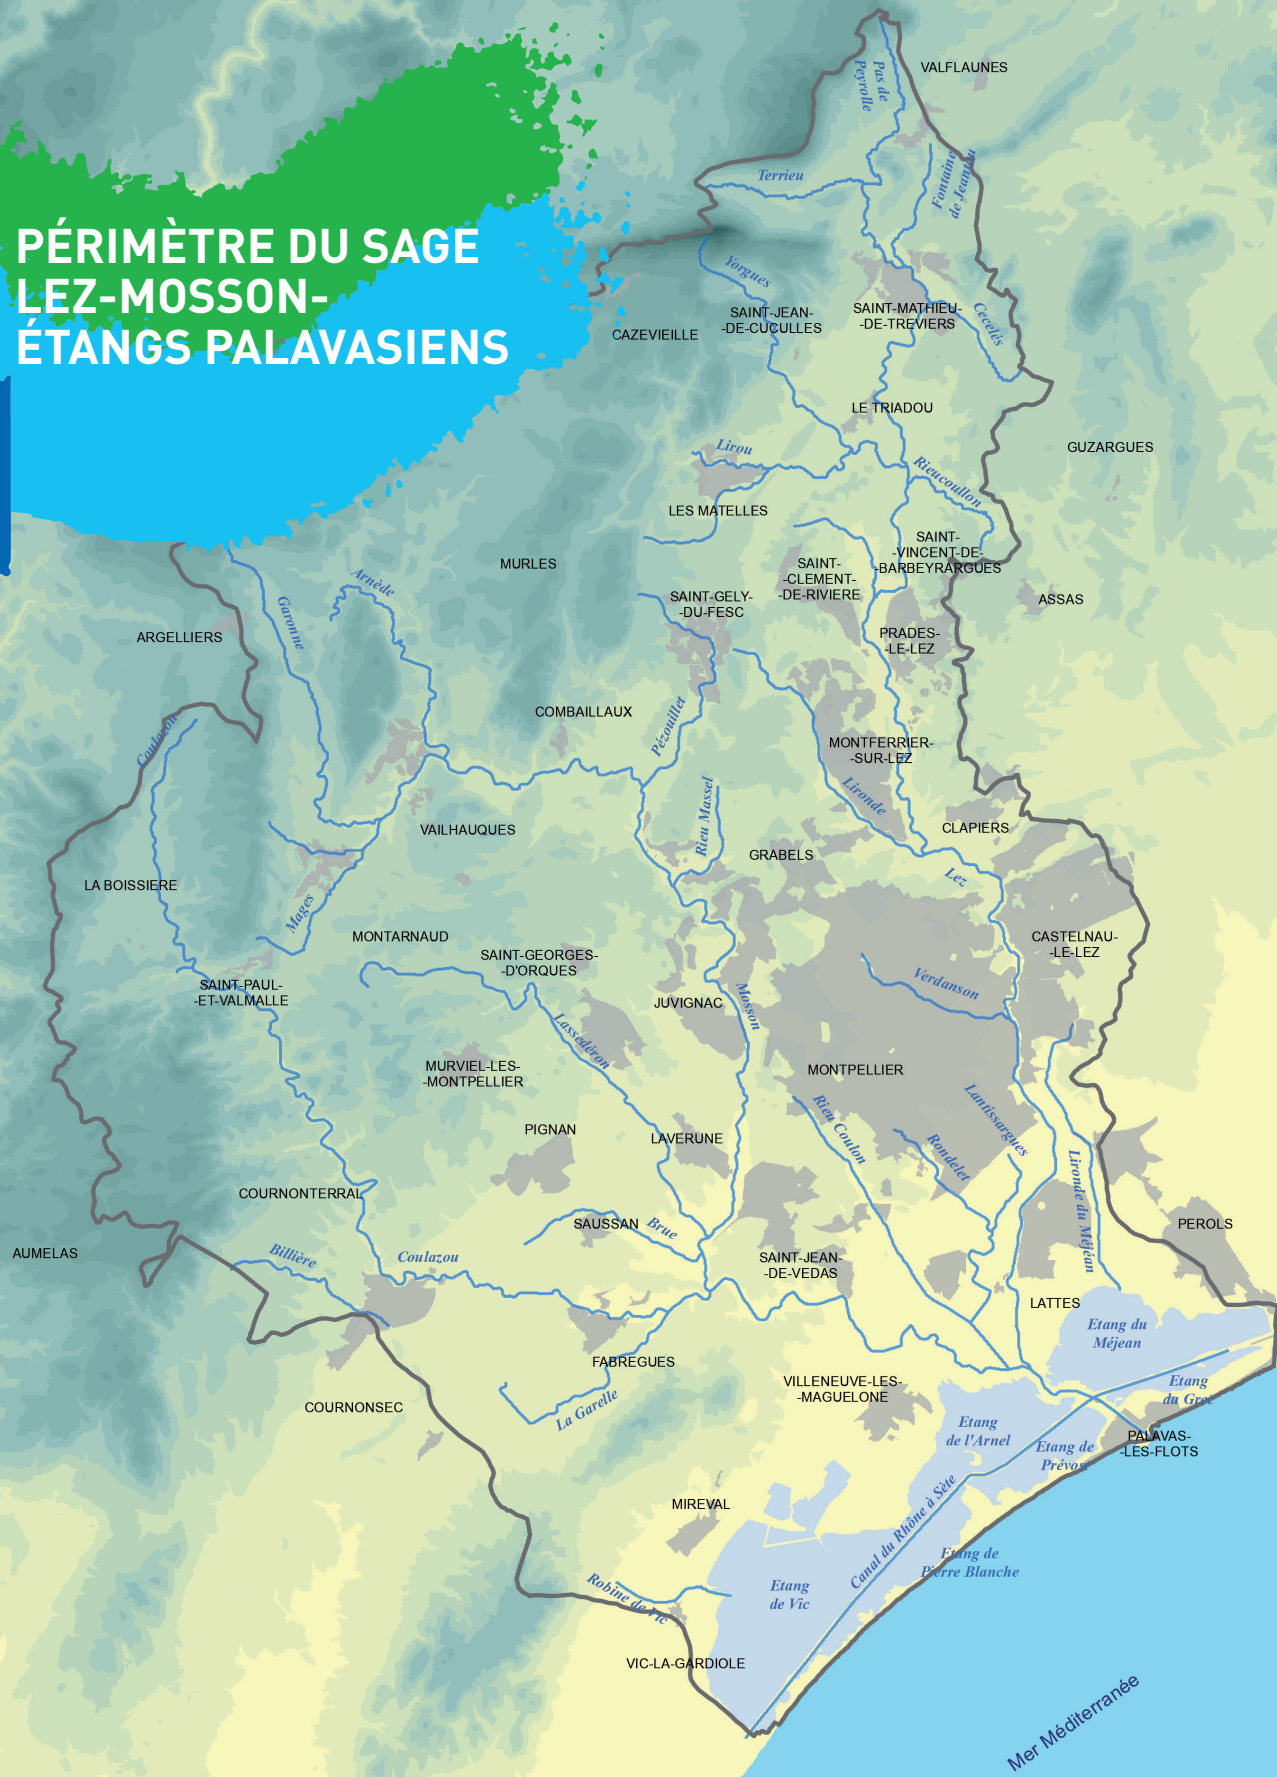 PÉRIMÈTRE DU SAGE
LEZ-MOSSON-
ÉTANGS PALAVASIENS
VALFLAUNES
Pas de
Peyrolle
Terrieu
Fontaine
de Jeantou
Yorgues
SAINT-JEAN-
-DE-CUCULLES
SAINT-MATHIEU-
-DE-TREVIERS
Cecelés
CAZEVIEILLE
LE TRIADOU
GUZARGUES
Lirou
Rieucoullon
LES MATELLES
SAINT-
-VINCENT-DE-
-BARBEYRARGUES
MURLES
SAINT-
-CLEMENT-
-DE-RIVIERE
Arnède
SAINT-GELY-
-DU-FESC
ASSAS
Garonne
ARGELLIERS
PRADES-
-LE-LEZ
COMBAILLAUX
Pézouillet
Coulazou
MONTFERRIER-
-SUR-LEZ
Lironde
Rieu Massel
VAILHAUQUES
CLAPIERS
GRABELS
Lez
LA BOISSIERE
Mages
MONTARNAUD
CASTELNAU-
-LE-LEZ
SAINT-GEORGES-
-D'ORQUES
SAINT-PAUL-
-ET-VALMALLE
Verdanson
JUVIGNAC
Mosson
Lassedéron
MURVIEL-LES-
-MONTPELLIER
MONTPELLIER
Lantissargues
Rieu Coulon
PIGNAN
LAVERUNE
Rondelet
Lironde du Méjéan
COURNONTERRAL
SAUSSAN
Brue
PEROLS
AUMELAS
Billière
Coulazou
SAINT-JEAN-
-DE-VEDAS
LATTES
Etang du
Méjean
FABREGUES
VILLENEUVE-LES-
-MAGUELONE
Etang
du Grec
La Garelle
COURNONSEC
Etang
de l'Arnel
Etang de
Prévost
PALAVAS-
-LES-FLOTS
MIREVAL
Canal du Rhône à Sète
Etang de
Pierre Blanche
Robine de Vic
Etang
de Vic
VIC-LA-GARDIOLE
Mer Méditerranée